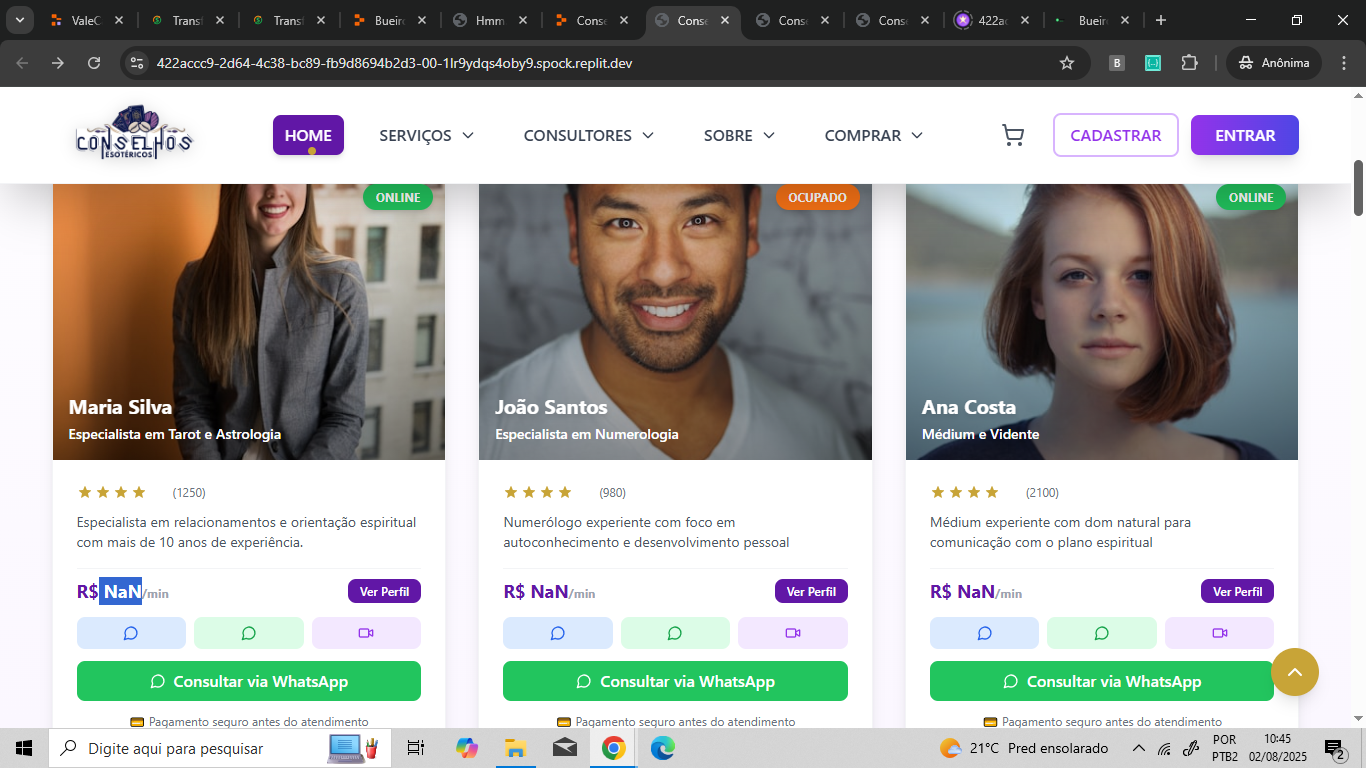 ValeC
Transf
Transf
Bueiro
Hmm
Conse
Conse
Conse
Conse
422ac
Bueiro
422accc9-2d64-4c38-bc89-fb9d8694b2d3-00-1lr9ydqs4oby9.spock.replit.dev
B
Anônima
CONSELHOS
ESOTÉRICOS
HOME
SERVIÇOS
CONSULTORES
SOBRE
COMPRAR
CADASTRAR
ENTRAR
ONLINE
OCUPADO
ONLINE
Maria Silva
Especialista em Tarot e Astrologia
João Santos
Especialista em Numerologia
Ana Costa
Médium e Vidente
(1250)
Especialista em relacionamentos e orientação espiritual
com mais de 10 anos de experiência.
R$ NaN/min
Ver Perfil
Consultar via WhatsApp
Pagamento seguro antes do atendimento
(980)
Numerólogo experiente com foco em
autoconhecimento e desenvolvimento pessoal
R$ NaN/min
Ver Perfil
Consultar via WhatsApp
Pagamento seguro antes do atendimento
(2100)
Médium experiente com dom natural para
comunicação com o plano espiritual
R$ NaN/min
Ver Perfil
Consultar via WhatsApp
Pagamento seguro antes do atendimento
Digite aqui para pesquisar
21°C Pred ensolarado
POR
PTB2
10:45
02/08/2025
2